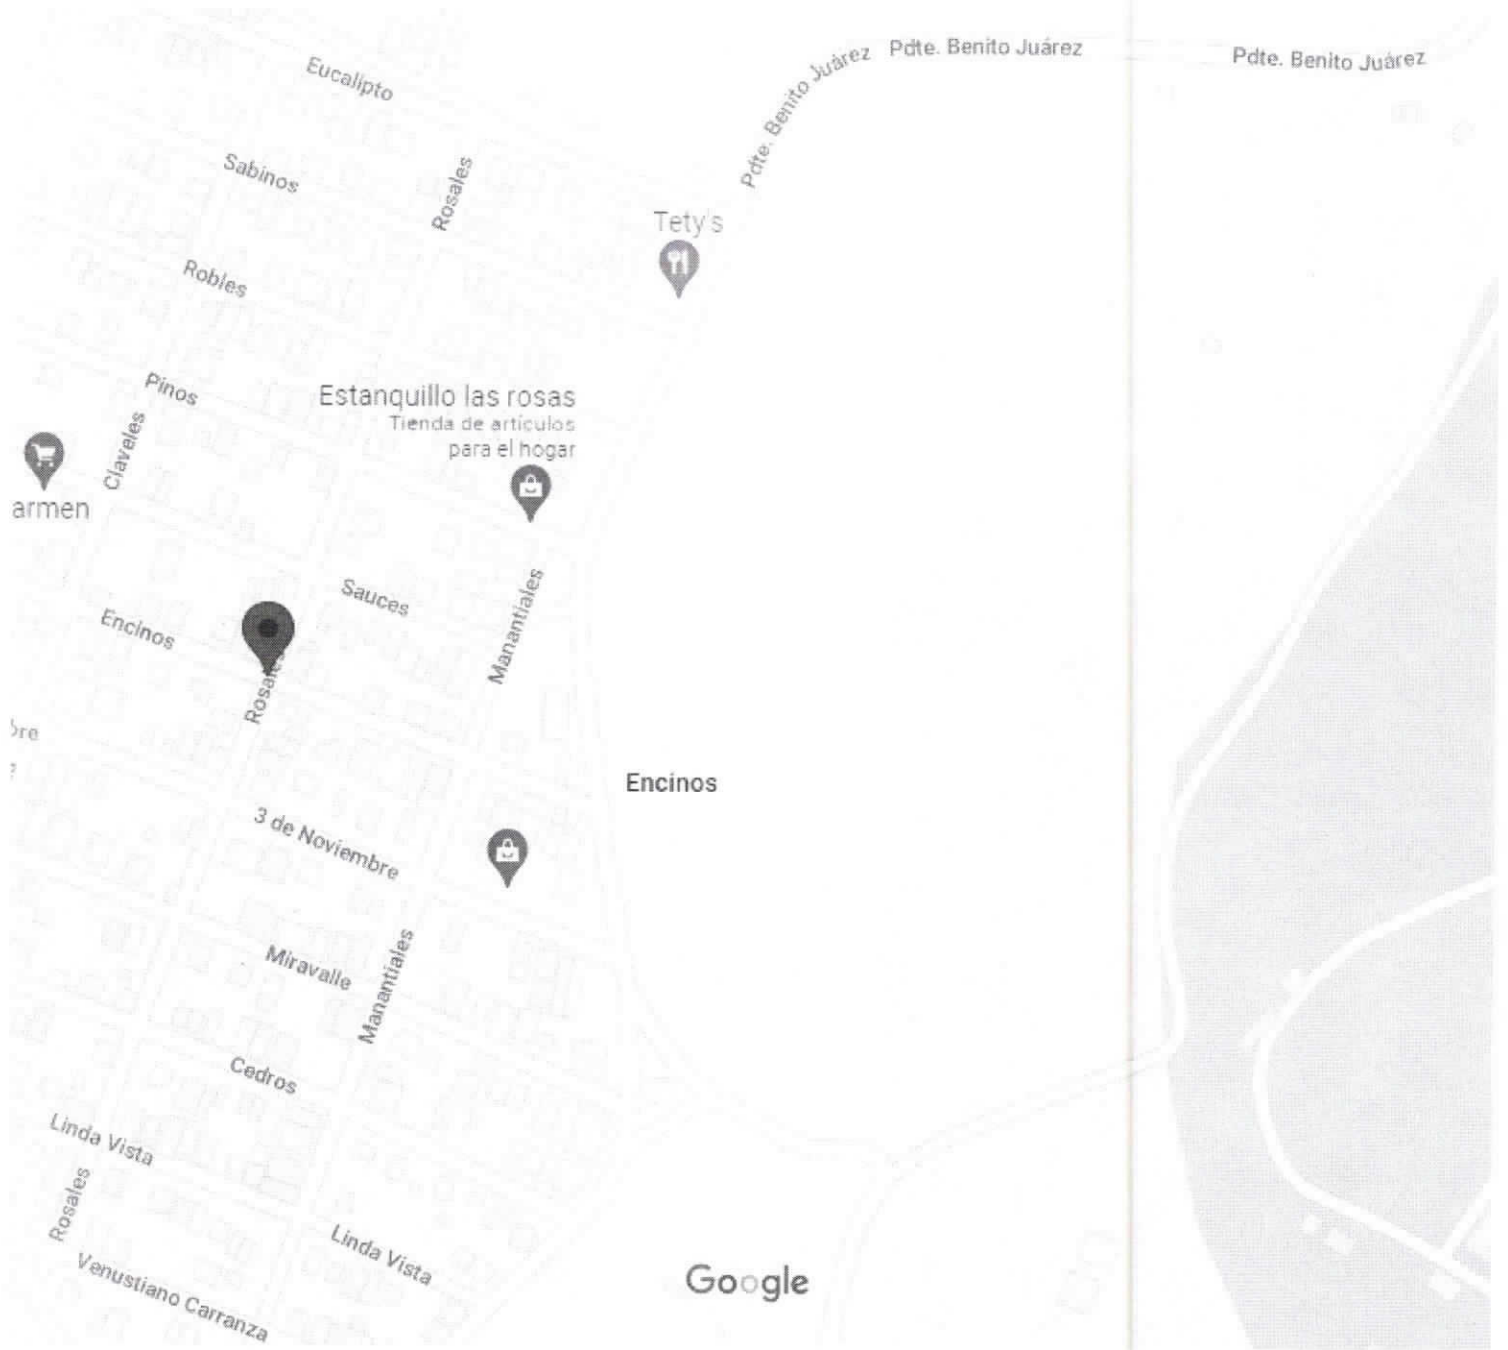 Pdte. Benito Juárez
Pdte. Benito Juárez
Pdte. Benito Juárez
Eucalipto
Sabinos
Rosales
Tety's
Robles
Pinos
Estanquillo las rosas
Tienda de artículos
para el hogar
Claveles
armen
Sauces
Manantiales
Encinos
Rosales
bre
Encinos
3 de Noviembre
Miravalle
Manantiales
Cedros
Linda Vista
Rosales
Linda Vista
Venustiano Carranza
Google